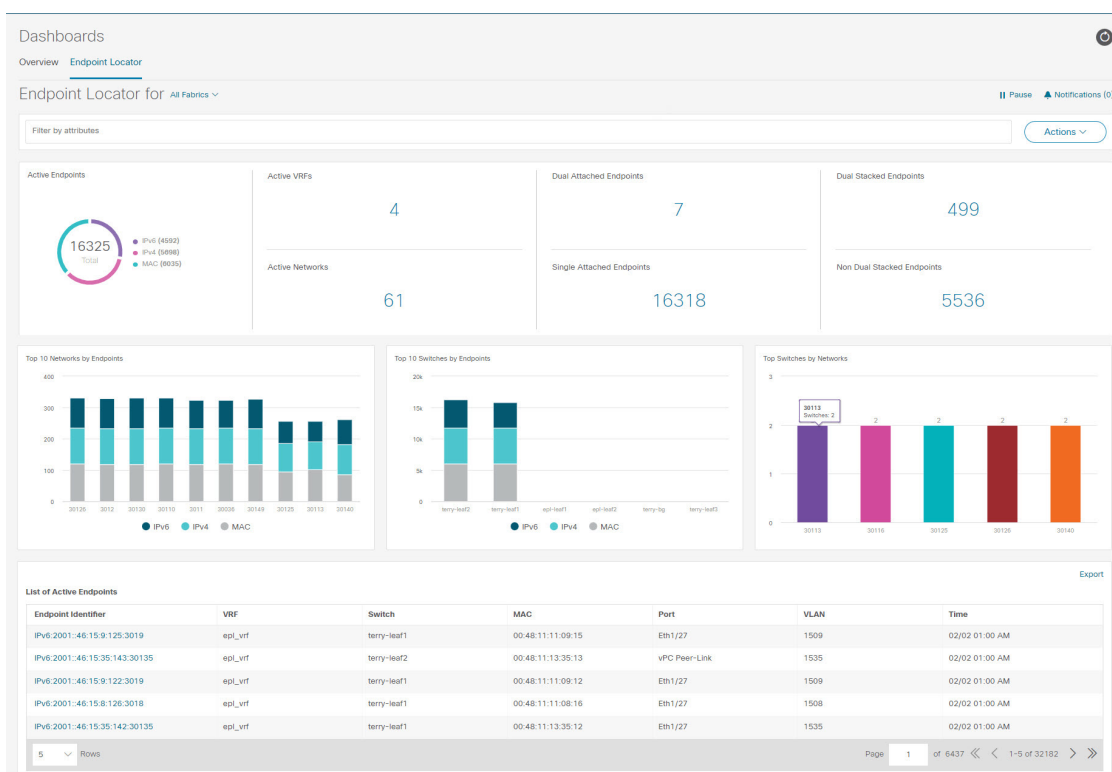 Dashboards
Overview Endpoint Locator
Endpoint Locator for All Fabrics
Pause Notifications (0)
Filter by attributes
Actions
Active Endpoints
16325
Total
IPv6 (4592)
IPv4 (5698)
MAC (6035)
Active VRFs
4
Active Networks
61
Dual Attached Endpoints
7
Single Attached Endpoints
16318
Dual Stacked Endpoints
499
Non Dual Stacked Endpoints
5536
Top 10 Networks by Endpoints
400
300
200
100
0
30126 3012 30130 30110 3011 30036 30149 30125 30113 30140
IPv6 IPv4 MAC
Top 10 Switches by Endpoints
20k
15k
10k
5k
0
terry-leaf2 terry-leaf1 epl-leaf1 epl-leaf2 terry-bg terry-leaf3
IPv6 IPv4 MAC
Top Switches by Networks
3
30113
Switches: 2
2 2 2 2 2
1
0
30113 30116 30125 30126 30140
Export
List of Active Endpoints
Endpoint Identifier VRF Switch MAC Port VLAN Time
IPv6:2001::46:15:9:125:3019 epl_vrf terry-leaf1 00:48:11:11:09:15 Eth1/27 1509 02/02 01:00 AM
IPv6:2001::46:15:35:143:30135 epl_vrf terry-leaf2 00:48:11:13:35:13 vPC Peer-Link 1535 02/02 01:00 AM
IPv6:2001::46:15:9:122:3019 epl_vrf terry-leaf1 00:48:11:11:09:12 Eth1/27 1509 02/02 01:00 AM
IPv6:2001::46:15:8:126:3018 epl_vrf terry-leaf1 00:48:11:11:08:16 Eth1/27 1508 02/02 01:00 AM
IPv6:2001::46:15:35:142:30135 epl_vrf terry-leaf1 00:48:11:13:35:12 Eth1/27 1535 02/02 01:00 AM
5 Rows Page 1 of 6437 1-5 of 32182